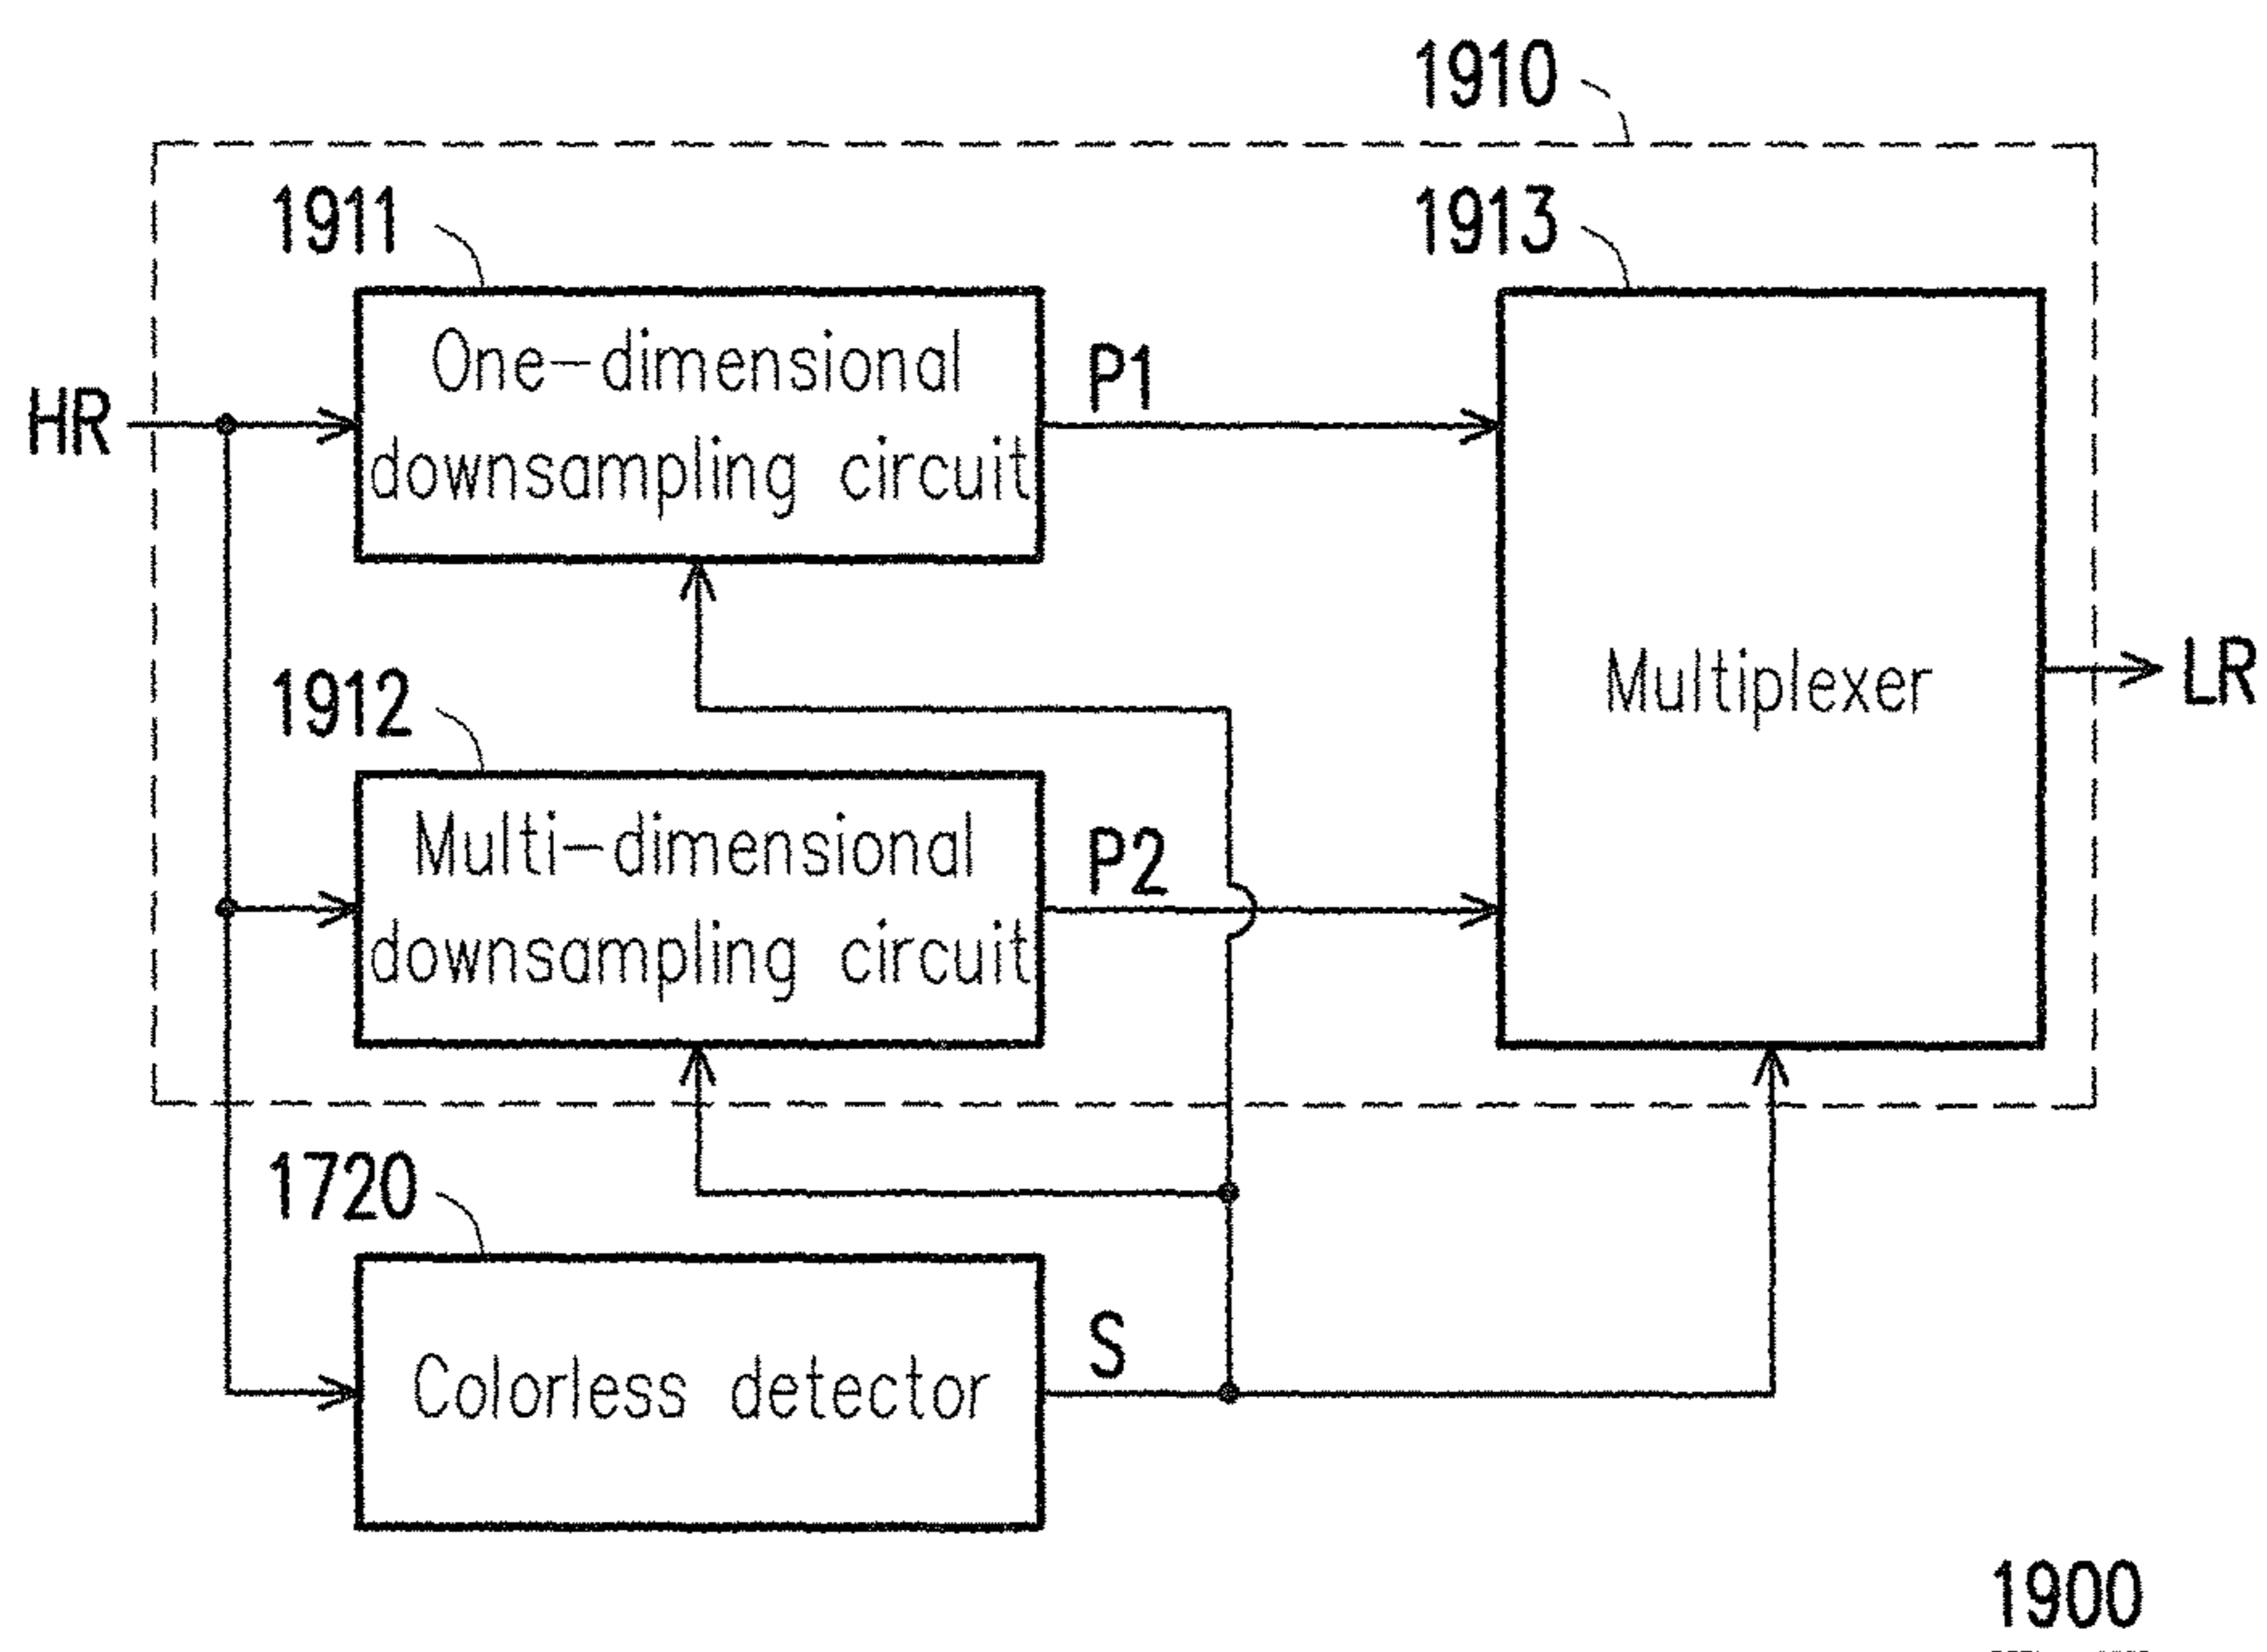 1910
1911
1913
One-dimensional
downsampling circuit
P1
HR
Multiplexer
LR
1912
Multi-dimensional
downsampling circuit
P2
1720
Colorless detector
S
1900